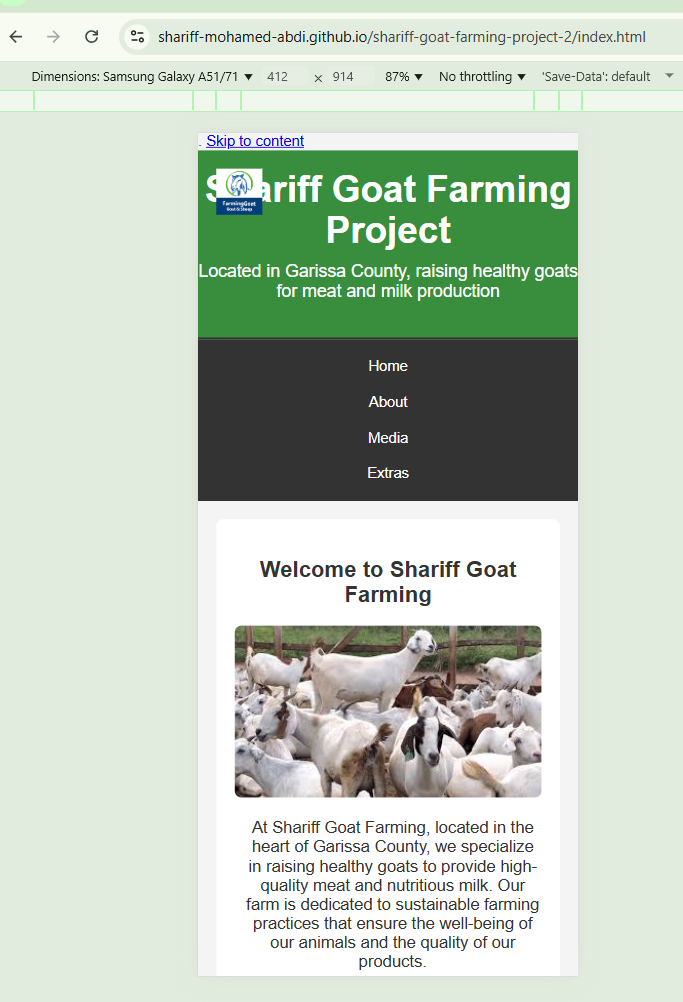 shariff-mohamed-abdi.github.io/shariff-goat-farming-project-2/index.html
Dimensions: Samsung Galaxy A51/71 ▼ 412 × 914 87% ▼ No throttling ▼ 'Save-Data': default
. Skip to content
Shariff Goat Farming
Project
FarmingGoat
Goat & Sheep
Located in Garissa County, raising healthy goats
for meat and milk production
Home
About
Media
Extras
Welcome to Shariff Goat
Farming
At Shariff Goat Farming, located in the
heart of Garissa County, we specialize
in raising healthy goats to provide high-
quality meat and nutritious milk. Our
farm is dedicated to sustainable farming
practices that ensure the well-being of
our animals and the quality of our
products.